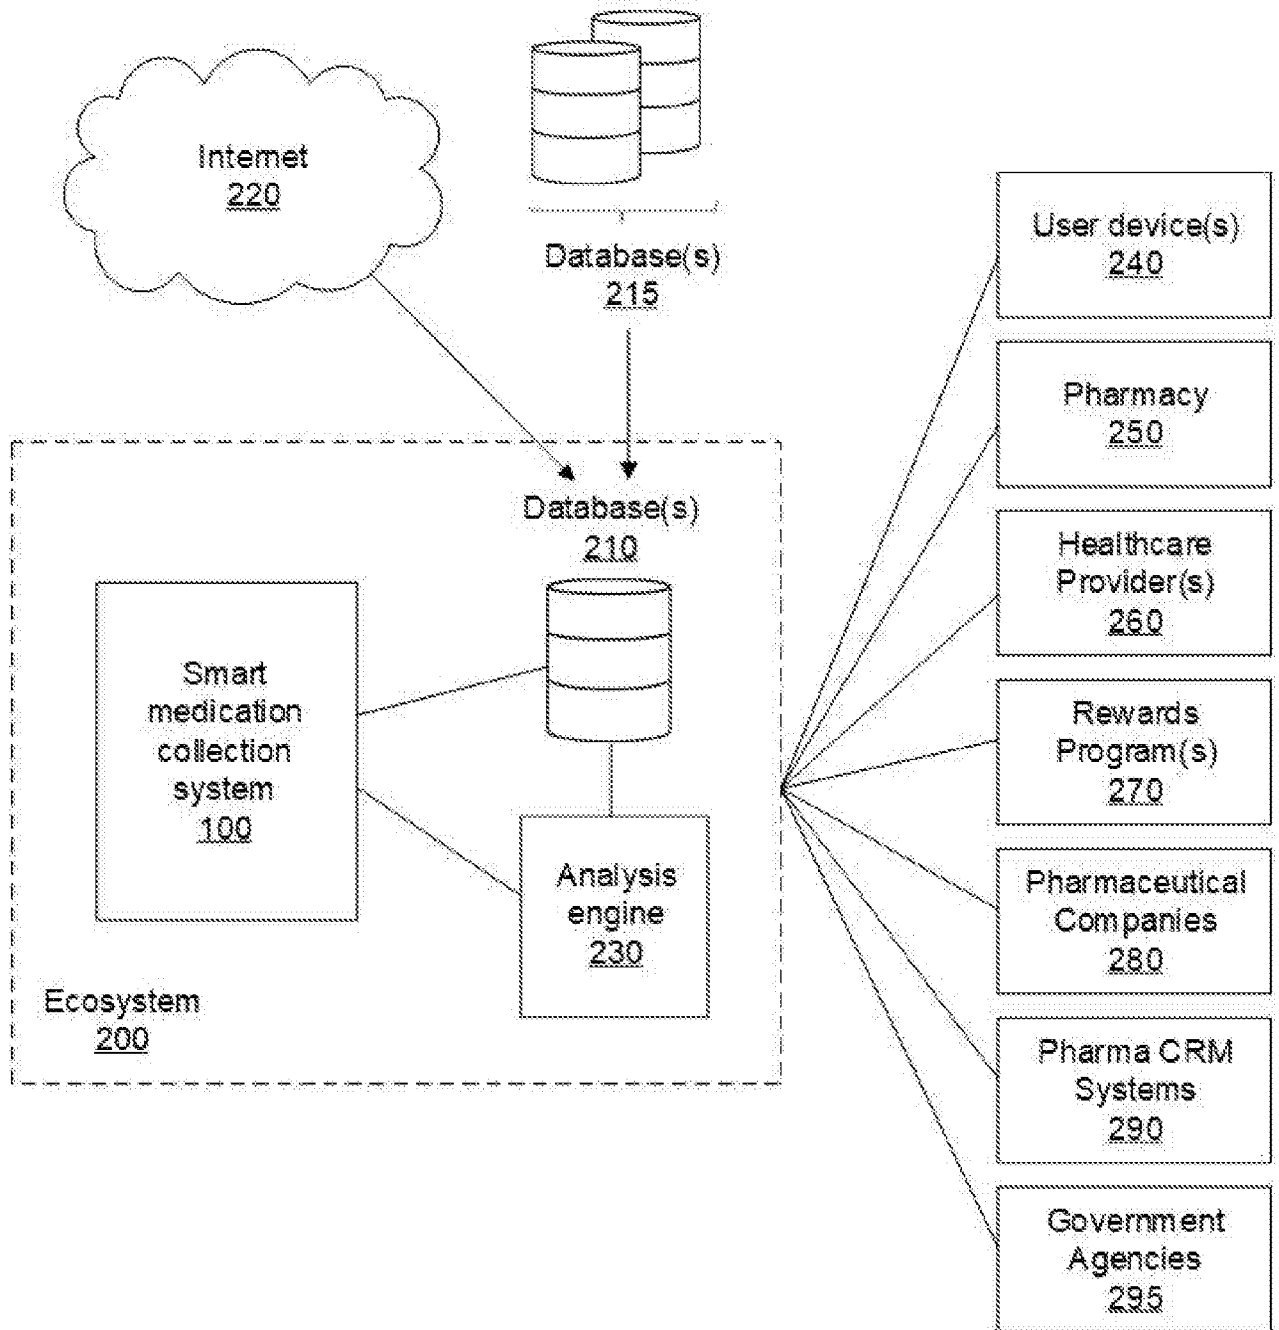 Internet
220
Database(s)
215
User device(s)
240
Pharmacy
250
Healthcare
Provider(s)
260
Rewards
Program(s)
270
Pharmaceutical
Companies
280
Pharma CRM
Systems
290
Government
Agencies
295
Database(s)
210
Smart
medication
collection
system
100
Analysis
engine
230
Ecosystem
200